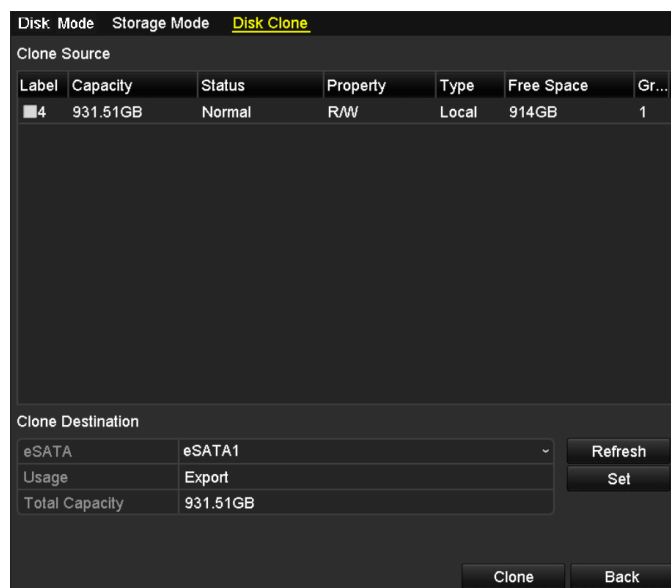 Disk Mode Storage Mode Disk Clone
Clone Source
Label Capacity Status Property Type Free Space Gr...
4 931.51GB Normal R/W Local 914GB 1
Clone Destination
eSATA eSATA1 Refresh
Usage Export Set
Total Capacity 931.51GB
Clone Back